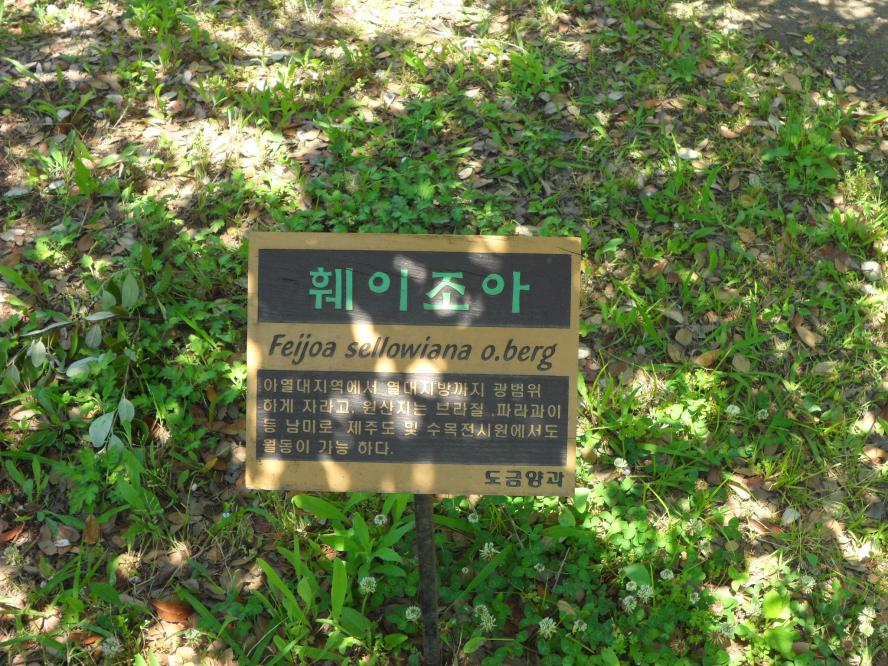 훼이조아
Feijoa sellowiana o.berg
아열대지역에서 열대지방까지 광범위
하게 자라고, 원산지는 브라질,파라과이
등 남미로 제주도 및 수목전시원에서도
월동이 가능 하다.
도금양과